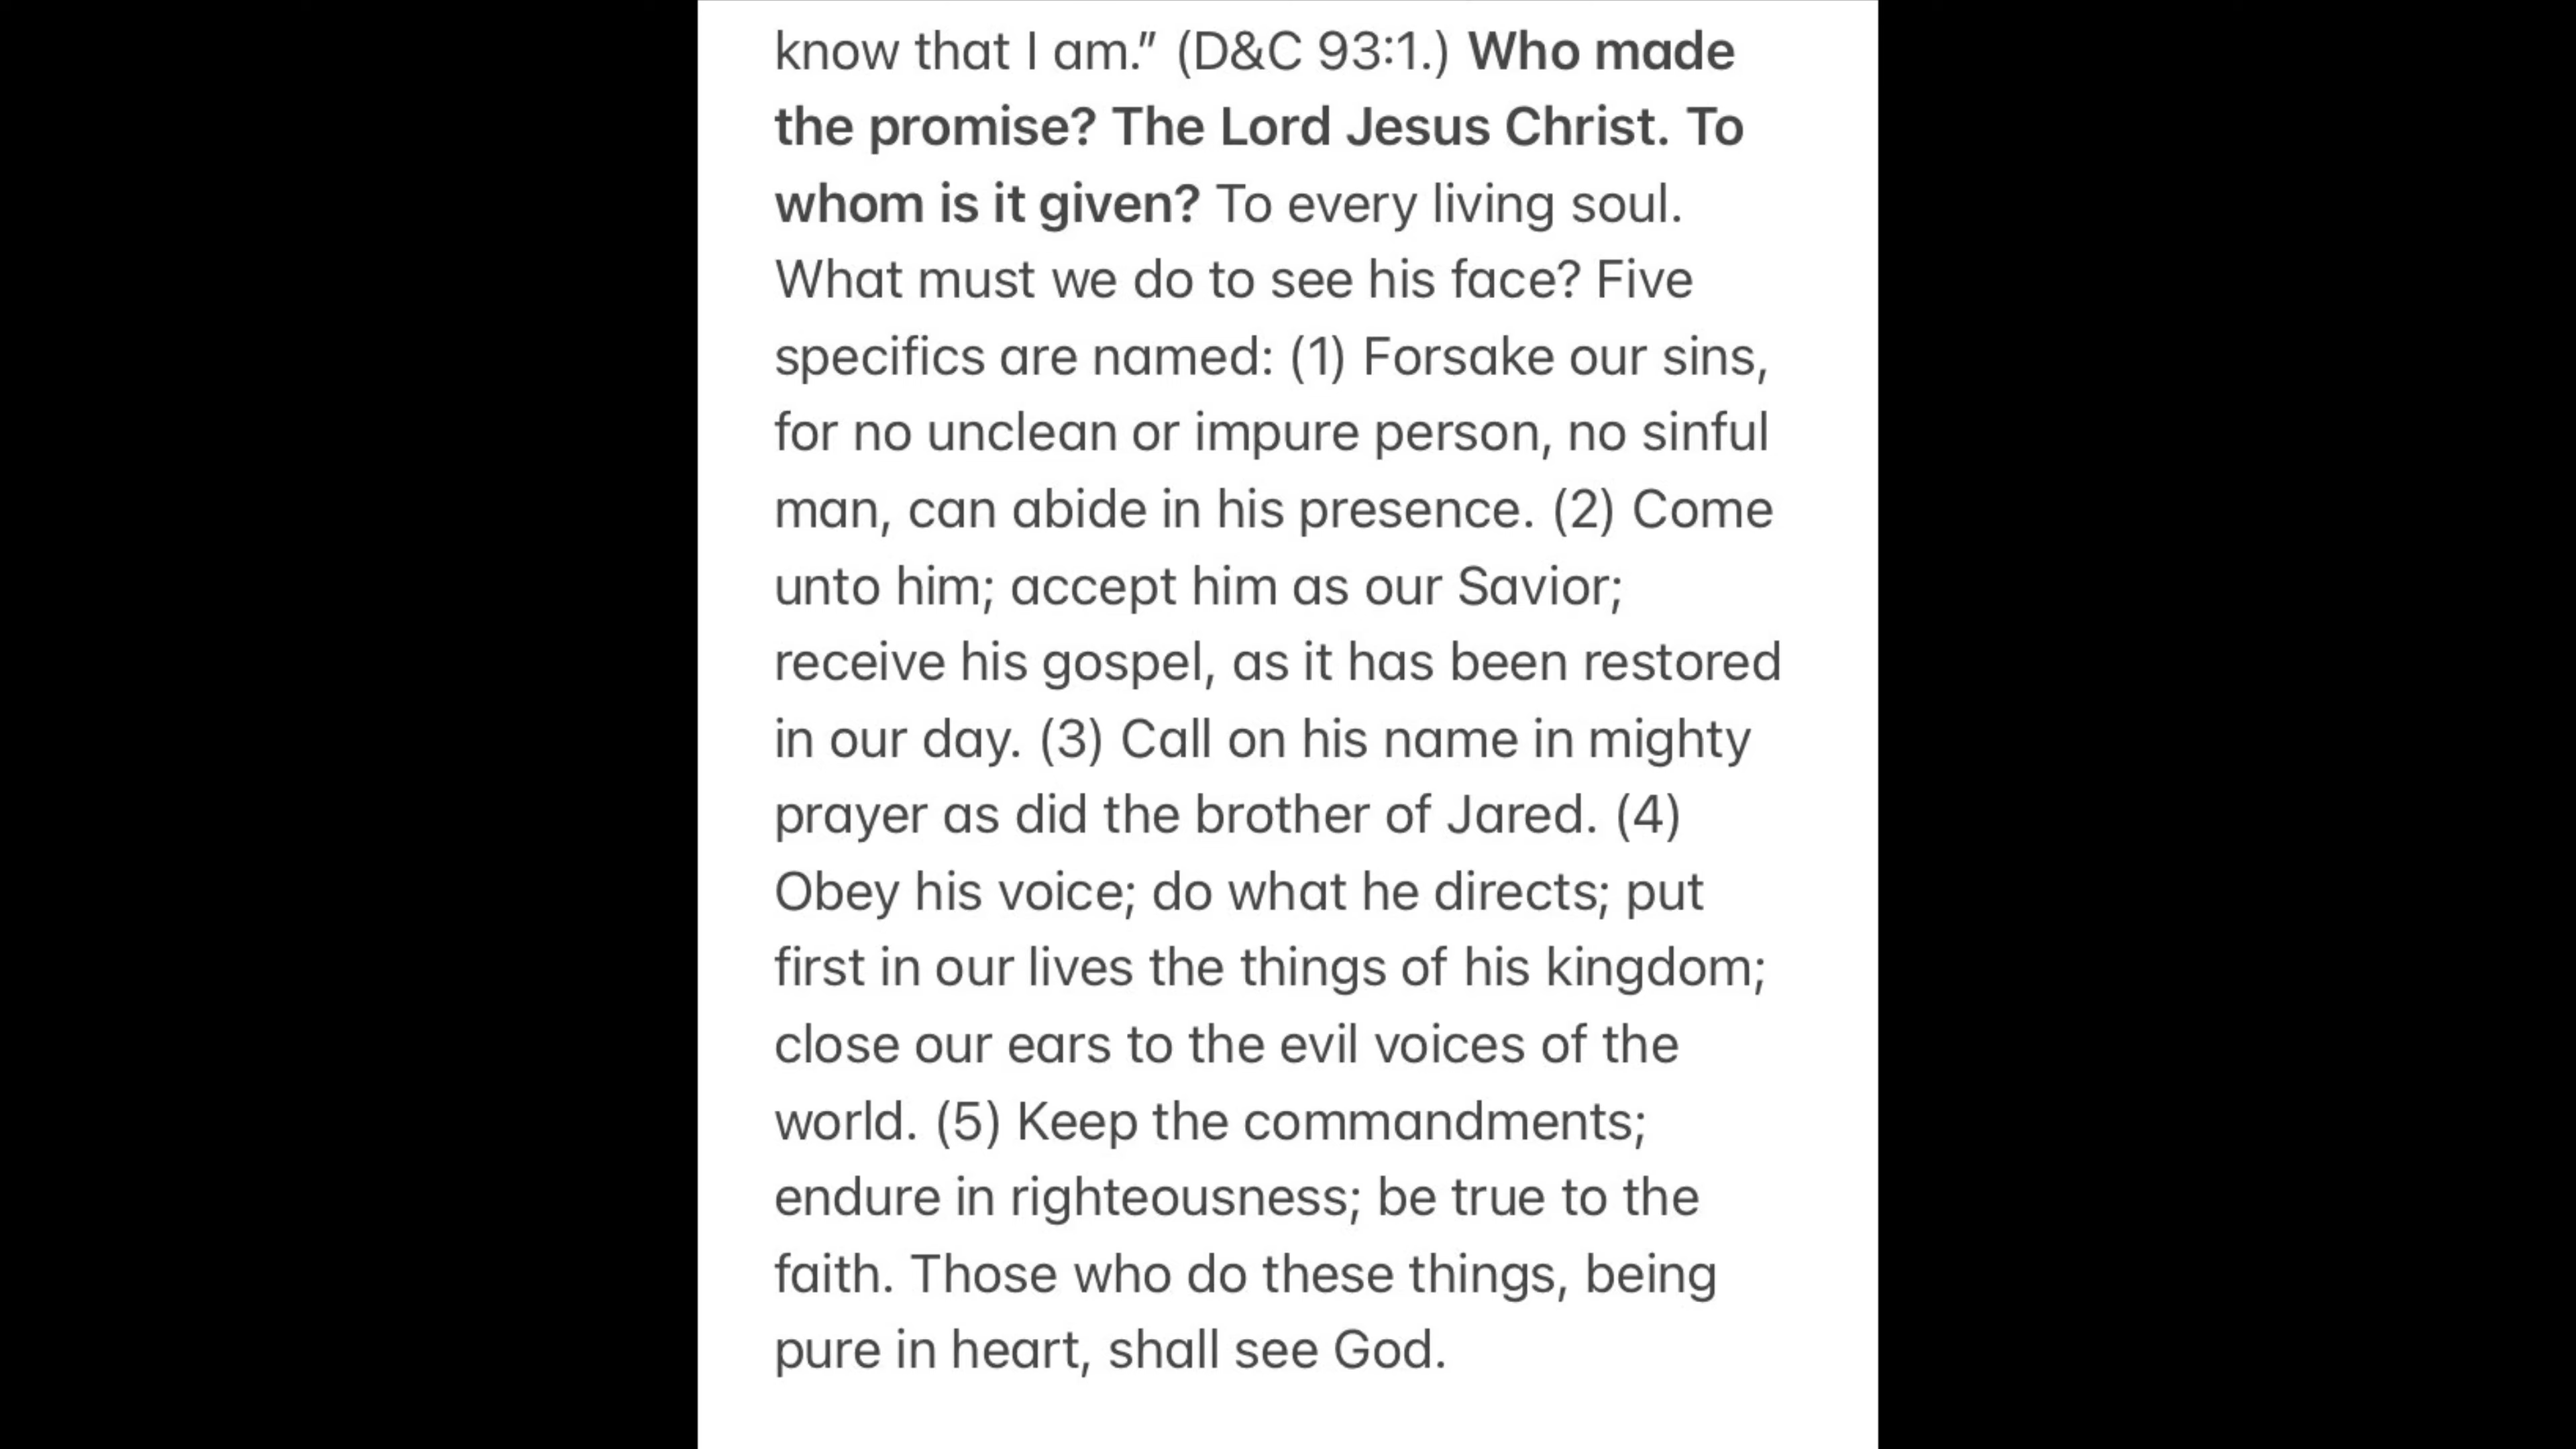 know that I am.” (D&C 93:1.) Who made
the promise? The Lord Jesus Christ. To
whom is it given? To every living soul.
What must we do to see his face? Five
specifics are named: (1) Forsake our sins,
for no unclean or impure person, no sinful
man, can abide in his presence. (2) Come
unto him; accept him as our Savior;
receive his gospel, as it has been restored
in our day. (3) Call on his name in mighty
prayer as did the brother of Jared. (4)
Obey his voice; do what he directs; put
first in our lives the things of his kingdom;
close our ears to the evil voices of the
world. (5) Keep the commandments;
endure in righteousness; be true to the
faith. Those who do these things, being
pure in heart, shall see God.